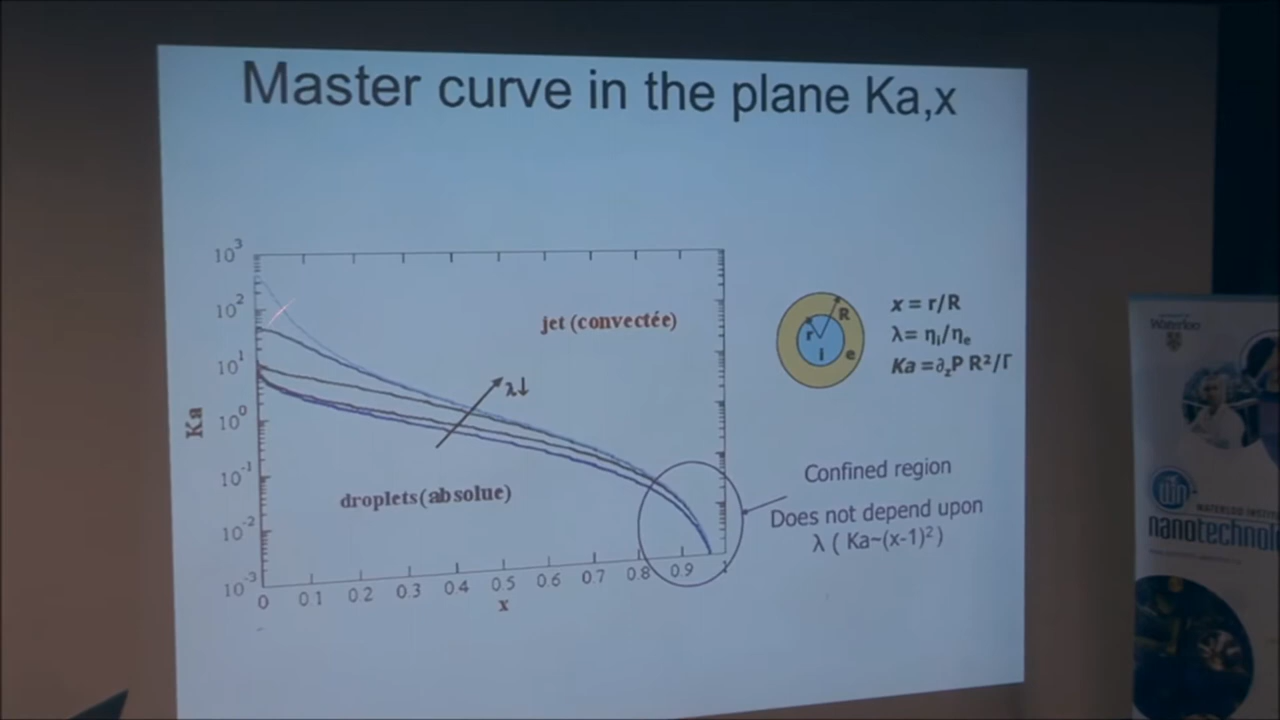 Master curve in the plane Ka,x
10³
10²
10¹
10⁰
10⁻¹
10⁻²
10⁻³
Ka
0 0.1 0.2 0.3 0.4 0.5 0.6 0.7 0.8 0.9 1
x
jet (convectée)
λ↓
droplets (absolue)
r R
i e
x = r/R
λ= ηᵢ/ηₑ
Ka =∂zP R²/Γ
Confined region
Does not depend upon
λ ( Ka~(x-1)²)
Waterloo
WATERLOO
nanotechnol